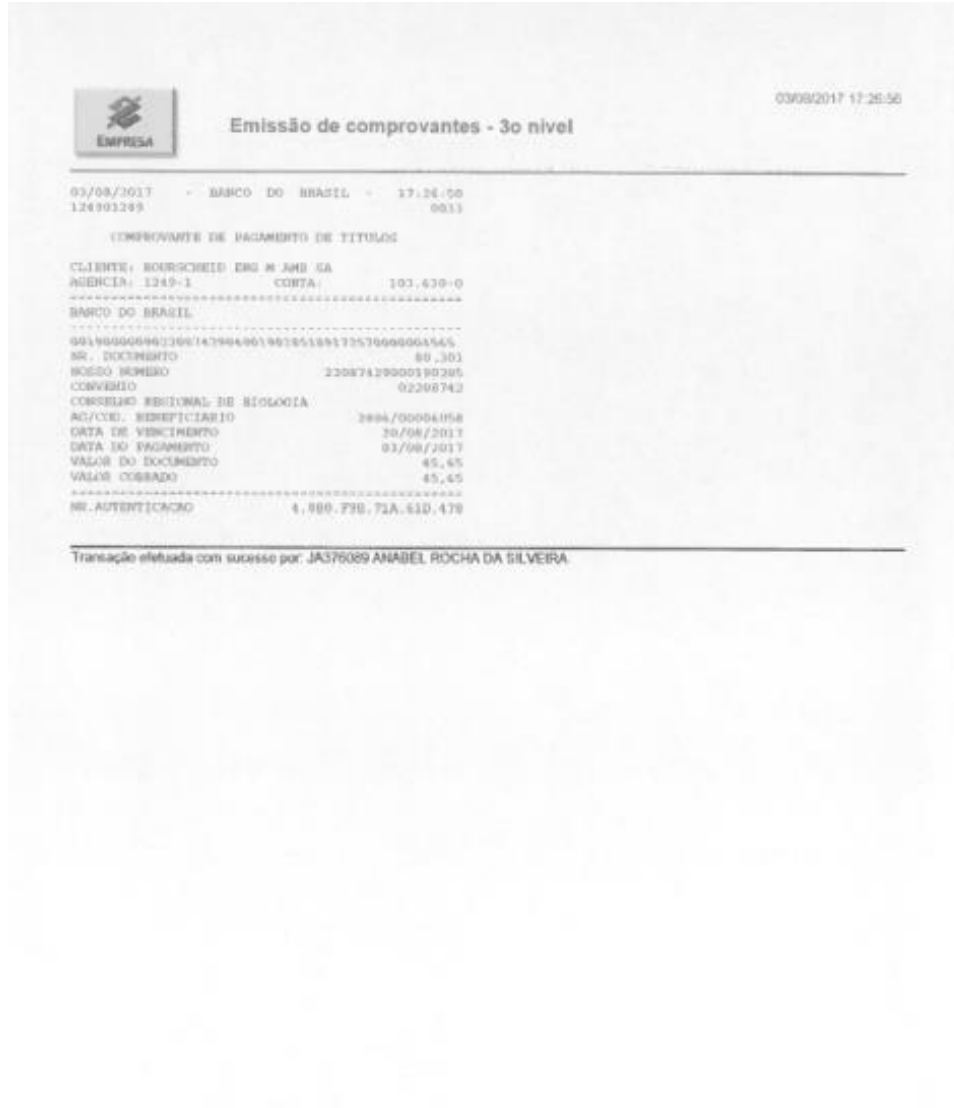 03/08/2017 17:26:56
EMPRESA
Emissão de comprovantes - 3o nivel
03/08/2017 - BANCO DO BRASIL - 17:26:50
124901249 0033
COMPROVANTE DE PAGAMENTO DE TITULOS
CLIENTE: BOURSCHEID ENG M AMB SA
AGENCIA: 1249-1 CONTA: 103.630-0
BANCO DO BRASIL
NR. DOCUMENTO 80.301
NOSSO NUMERO
CONVENIO 02208742
CONSELHO REGIONAL DE BIOLOGIA
AG/COD. BENEFICIARIO
DATA DE VENCIMENTO 30/08/2017
DATA DO PAGAMENTO 03/08/2017
VALOR DO DOCUMENTO 45,65
VALOR COBRADO 45,65
NR.AUTENTICACAO
Transação efetuada com sucesso por: JA376089 ANABEL ROCHA DA SILVEIRA